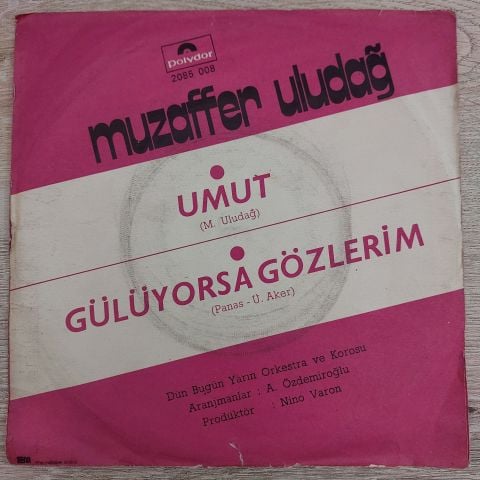 polydor
2085 008
muzaffer uludağ
UMUT
(M. Uludağ)
GÜLÜYORSA GÖZLERİM
(Panas - U. Aker)
Dün Bugün Yarın Orkestra ve Korosu
Aranjmanlar : A. Özdemiroğlu
Prodüktör : Nino Varon